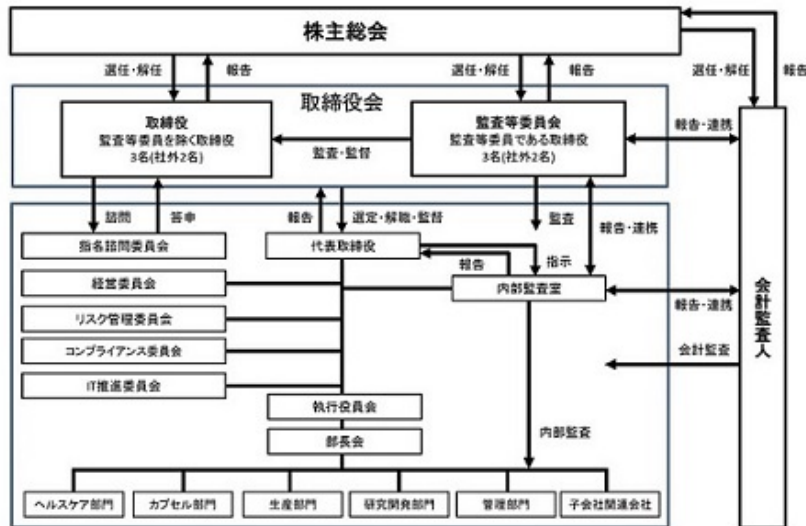 株主総会
選任・解任
報告
選任・解任
報告
選任・解任
報告
取締役会
取締役
監査等委員を除く取締役
3名(社外2名)
監査・監督
監査等委員会
監査等委員である取締役
3名(社外2名)
報告・連携
諮問
答申
報告
選定・解職・監督
監査
報告・連携
指名諮問委員会
代表取締役
指示
報告
経営委員会
内部監査室
報告・連携
会計監査人
リスク管理委員会
コンプライアンス委員会
会計監査
IT推進委員会
執行役員会
内部監査
部長会
ヘルスケア部門
カプセル部門
生産部門
研究開発部門
管理部門
子会社関連会社